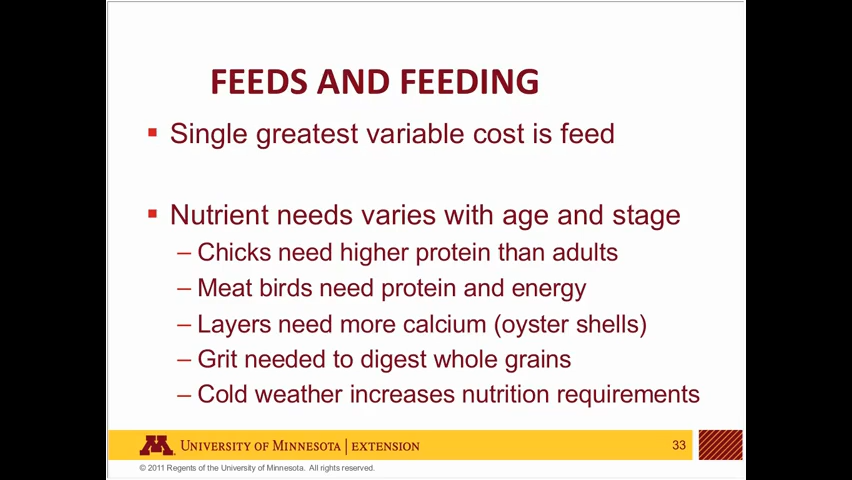 FEEDS AND FEEDING
▪ Single greatest variable cost is feed
▪ Nutrient needs varies with age and stage
– Chicks need higher protein than adults
– Meat birds need protein and energy
– Layers need more calcium (oyster shells)
– Grit needed to digest whole grains
– Cold weather increases nutrition requirements
M UNIVERSITY OF MINNESOTA | EXTENSION
33
© 2011 Regents of the University of Minnesota. All rights reserved.